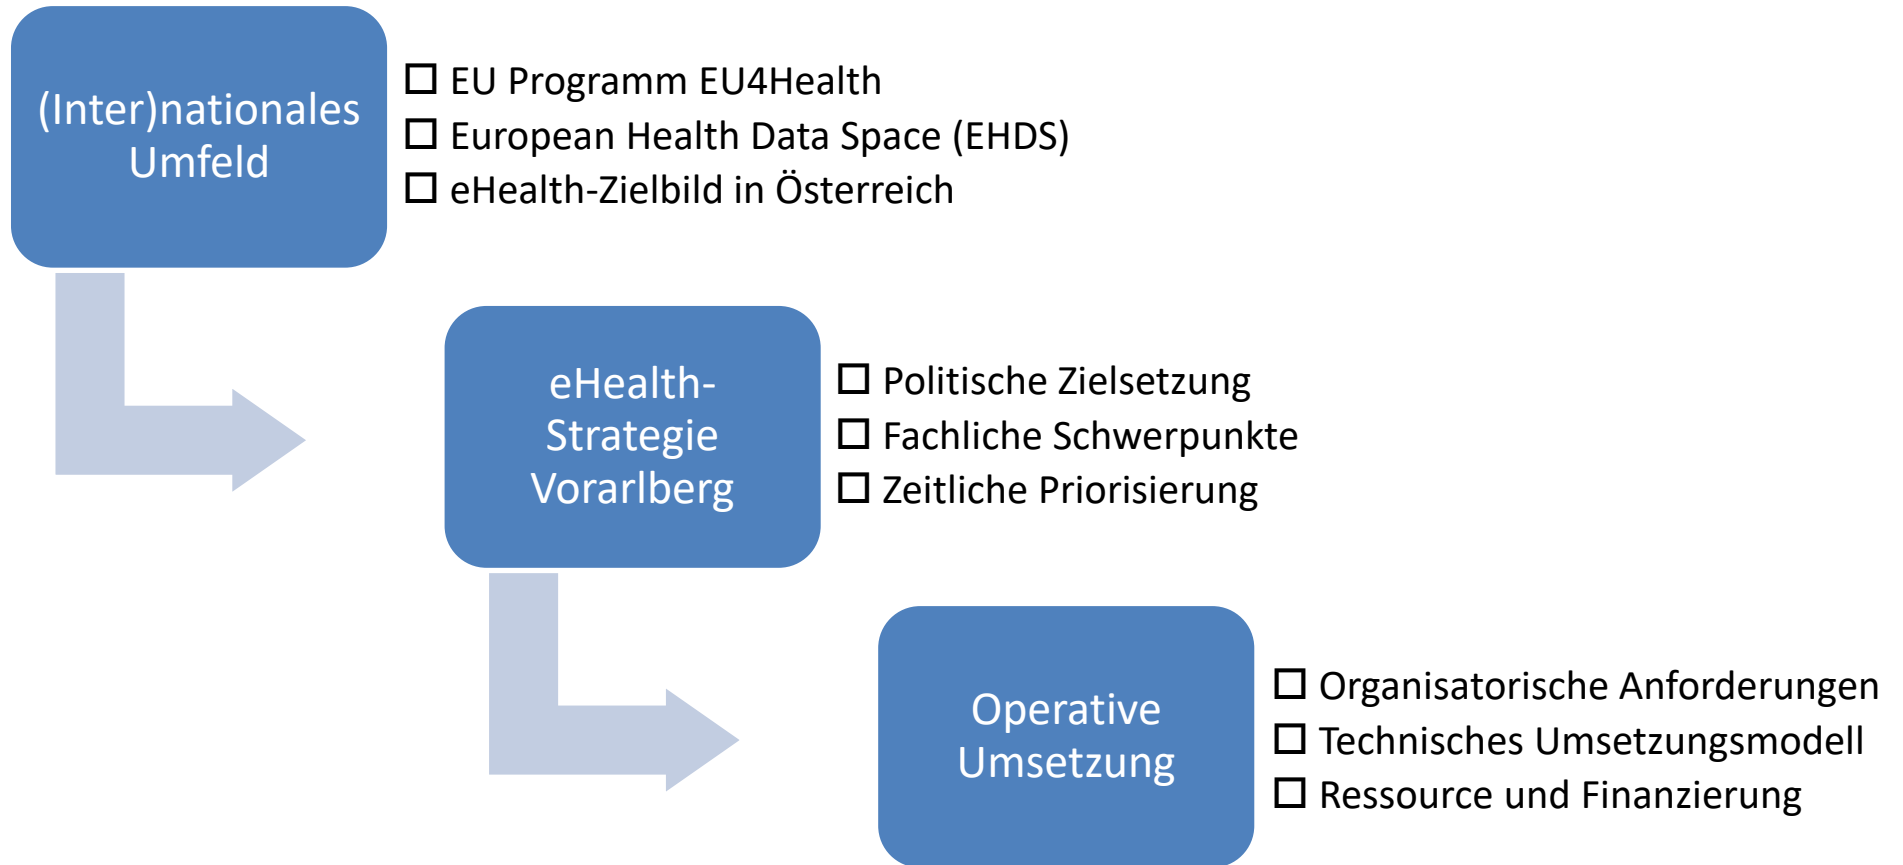 (Inter)nationales
Umfeld
☐ EU Programm EU4Health
☐ European Health Data Space (EHDS)
☐ eHealth-Zielbild in Österreich
eHealth-
Strategie
Vorarlberg
☐ Politische Zielsetzung
☐ Fachliche Schwerpunkte
☐ Zeitliche Priorisierung
Operative
Umsetzung
☐ Organisatorische Anforderungen
☐ Technisches Umsetzungsmodell
☐ Ressource und Finanzierung